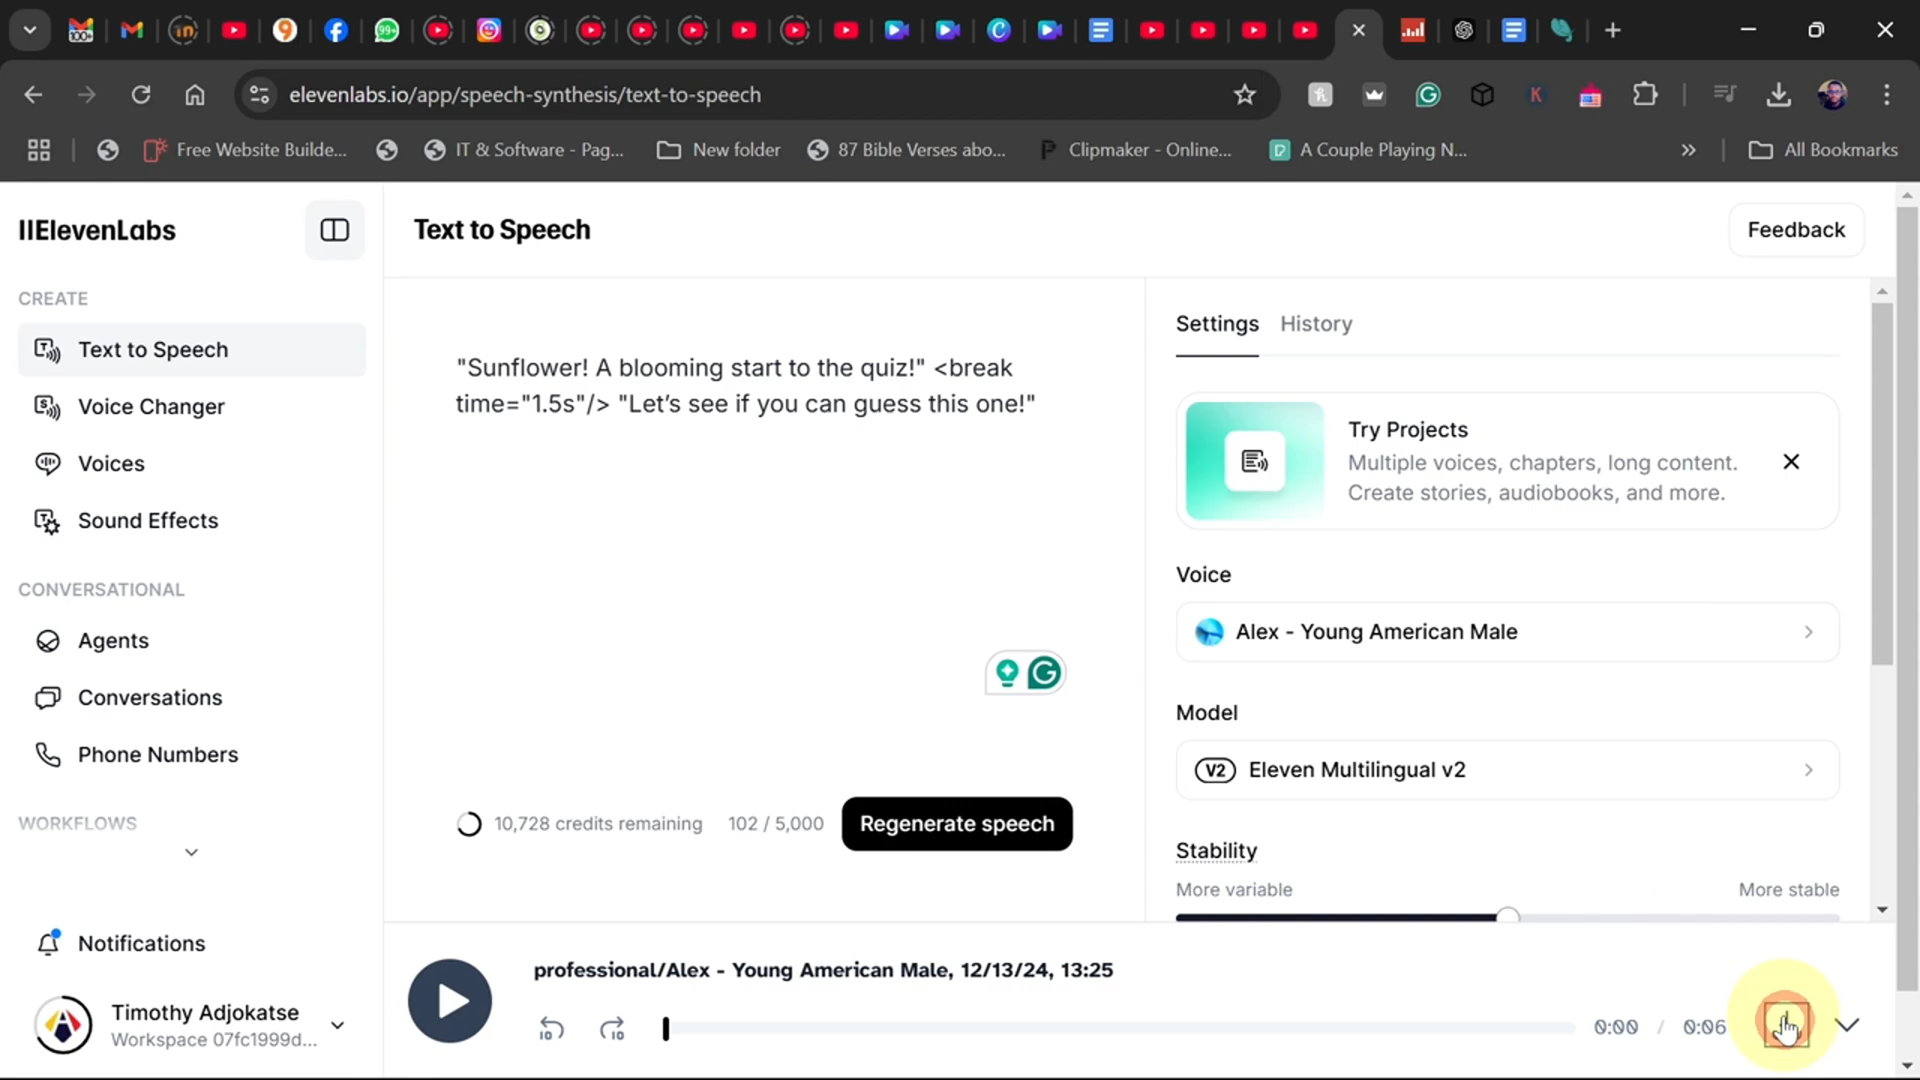 elevenlabs.io/app/speech-synthesis/text-to-speech
Free Website Builde...
IT & Software - Pag...
New folder
87 Bible Verses abo...
Clipmaker - Online...
A Couple Playing N...
»
All Bookmarks
IIElevenLabs
Text to Speech
Feedback
CREATE
Text to Speech
Voice Changer
Voices
Sound Effects
CONVERSATIONAL
Agents
Conversations
Phone Numbers
WORKFLOWS
Notifications
Timothy Adjokatse
Workspace 07fc1999d...
"Sunflower! A blooming start to the quiz!" <break
time="1.5s"/> "Let’s see if you can guess this one!"
10,728 credits remaining
102 / 5,000
Regenerate speech
Settings
History
Try Projects
Multiple voices, chapters, long content.
Create stories, audiobooks, and more.
Voice
Alex - Young American Male
Model
V2 Eleven Multilingual v2
Stability
More variable
More stable
professional/Alex - Young American Male, 12/13/24, 13:25
10
10
0:00 / 0:06